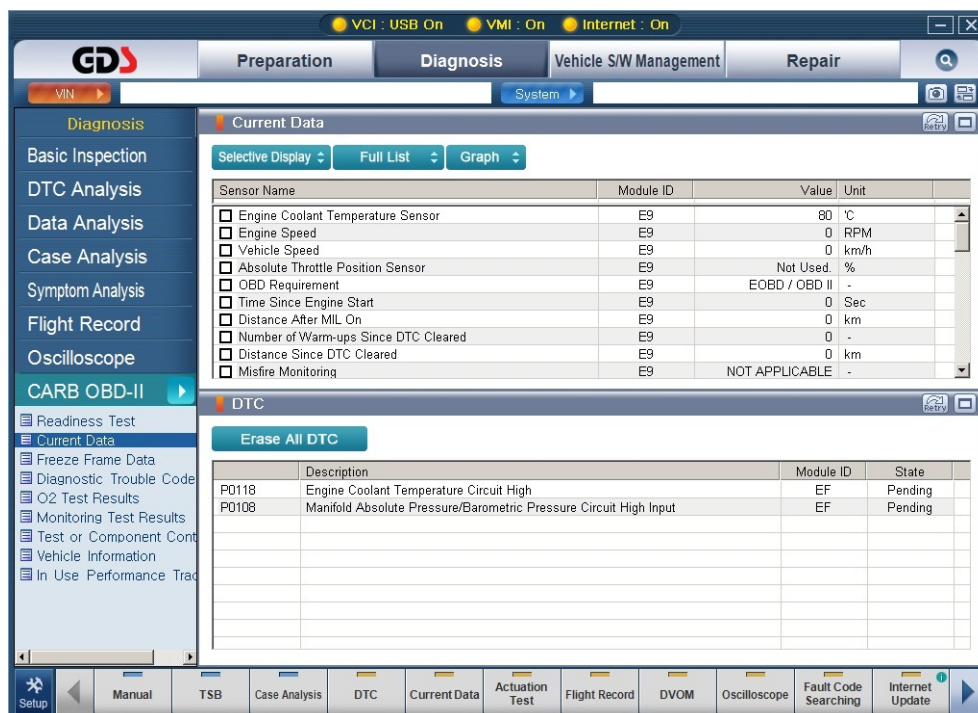 VCI : USB On VMI : On Internet : On
GDS Preparation Diagnosis Vehicle S/W Management Repair
VIN System
Diagnosis
Basic Inspection
DTC Analysis
Data Analysis
Case Analysis
Symptom Analysis
Flight Record
Oscilloscope
CARB OBD-II
Readiness Test
Current Data
Freeze Frame Data
Diagnostic Trouble Code
O2 Test Results
Monitoring Test Results
Test or Component Cont
Vehicle Information
In Use Performance Trac
Current Data Retry
Selective Display Full List Graph
Sensor Name Module ID Value Unit
Engine Coolant Temperature Sensor E9 80 'C
Engine Speed E9 0 RPM
Vehicle Speed E9 0 km/h
Absolute Throttle Position Sensor E9 Not Used. %
OBD Requirement E9 EOBD / OBD II -
Time Since Engine Start E9 0 Sec
Distance After MIL On E9 0 km
Number of Warm-ups Since DTC Cleared E9 0 -
Distance Since DTC Cleared E9 0 km
Misfire Monitoring E9 NOT APPLICABLE -
DTC Retry
Erase All DTC
Description Module ID State
P0118 Engine Coolant Temperature Circuit High EF Pending
P0108 Manifold Absolute Pressure/Barometric Pressure Circuit High Input EF Pending
Setup Manual TSB Case Analysis DTC Current Data Actuation Test Flight Record DVOM Oscilloscope Fault Code Searching Internet Update